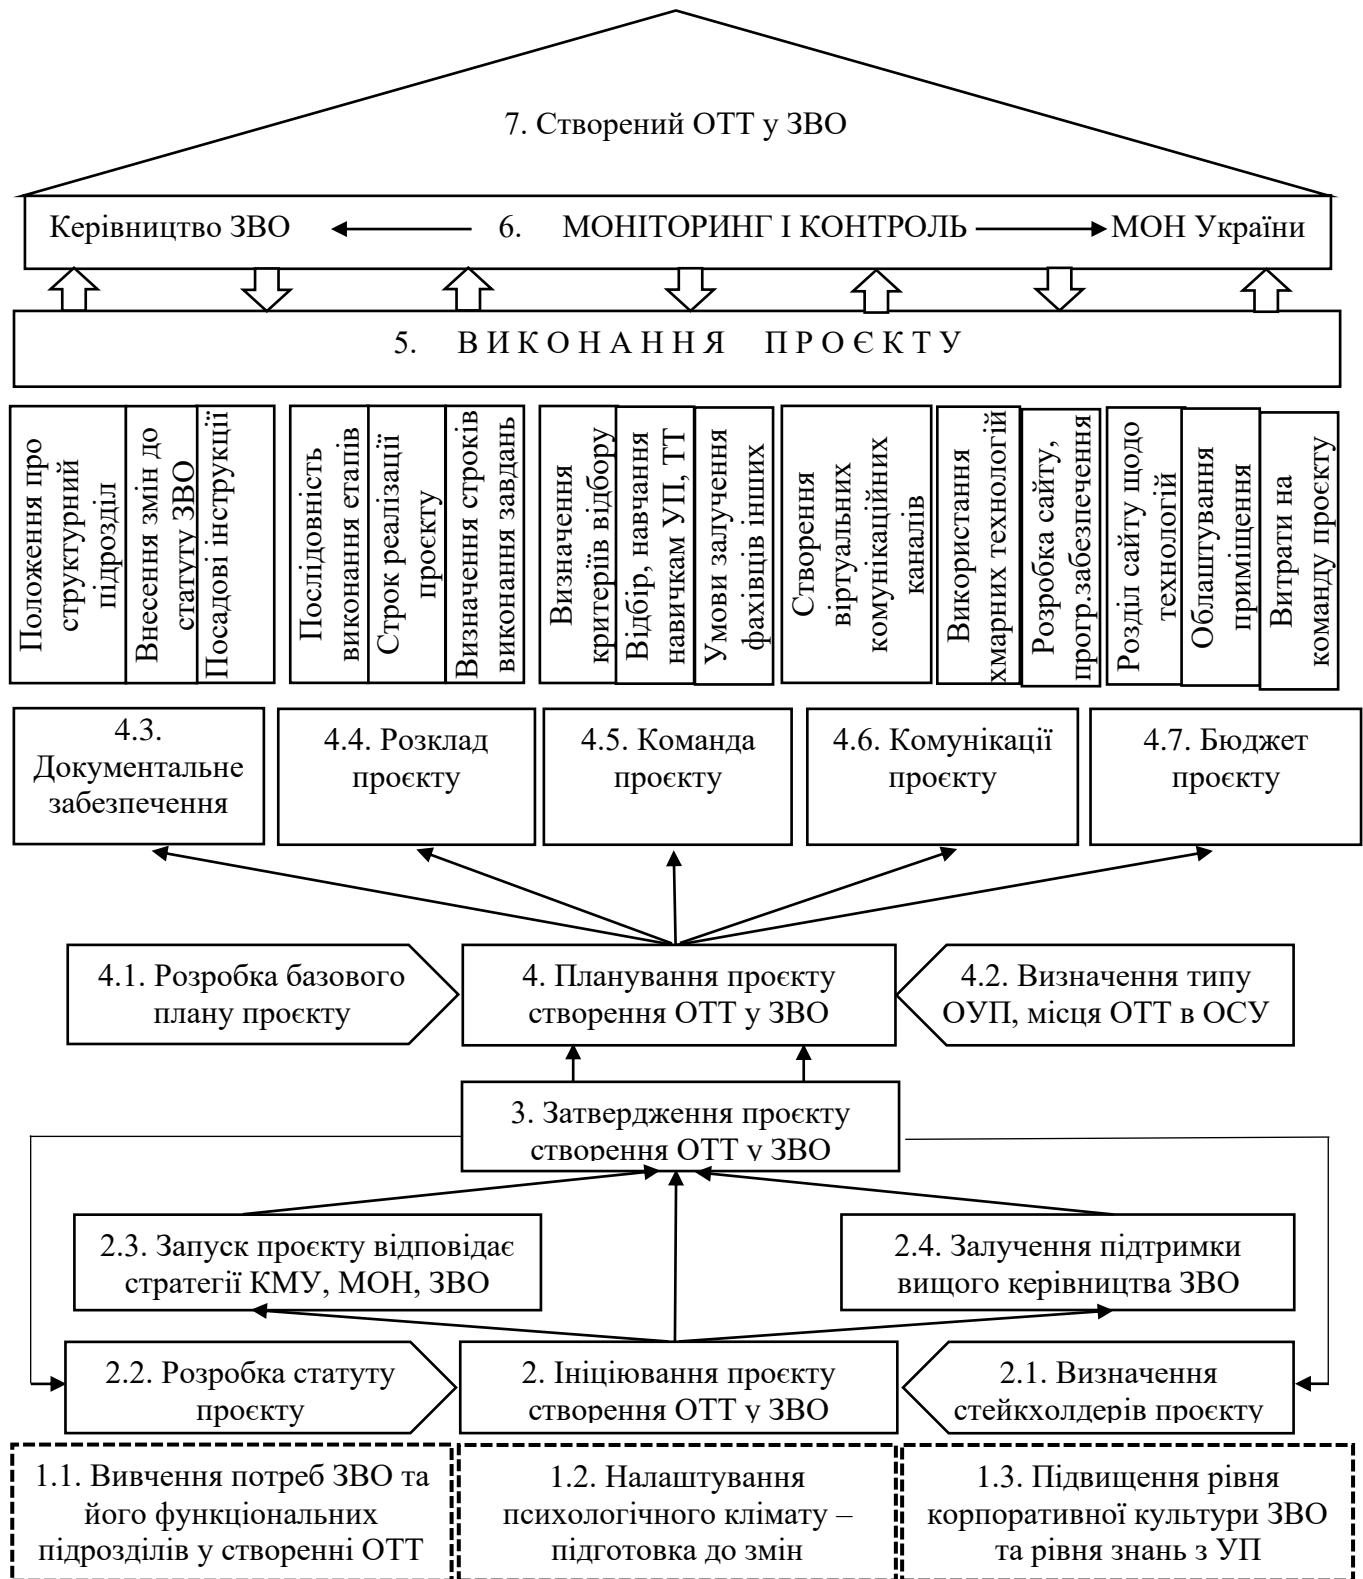 7. Створений ОТТ у ЗВО
Керівництво ЗВО 6. МОНІТОРИНГ І КОНТРОЛЬ МОН України
5. ВИКОНАННЯ ПРОЄКТУ
Положення про
структурний
підрозділ
Внесення змін до
статуту ЗВО
Посадові інструкції
Послідовність
виконання етапів
Строк реалізації
проєкту
Визначення строків
виконання завдань
Визначення
критеріїв відбору
Відбір, навчання
навичкам УП, ТТ
Умови залучення
фахівців інших
Створення
віртуальних
комунікаційних
каналів
Використання
хмарних технологій
Розробка сайту,
прогр.забезпечення
Розділ сайту щодо
технологій
Облаштування
приміщення
Витрати на
команду проєкту
4.3.
Документальне
забезпечення
4.4. Розклад
проєкту
4.5. Команда
проєкту
4.6. Комунікації
проєкту
4.7. Бюджет
проєкту
4.1. Розробка базового
плану проєкту
4. Планування проєкту
створення ОТТ у ЗВО
4.2. Визначення типу
ОУП, місця ОТТ в ОСУ
3. Затвердження проєкту
створення ОТТ у ЗВО
2.3. Запуск проєкту відповідає
стратегії КМУ, МОН, ЗВО
2.4. Залучення підтримки
вищого керівництва ЗВО
2.2. Розробка статуту
проєкту
2. Ініціювання проєкту
створення ОТТ у ЗВО
2.1. Визначення
стейкхолдерів проєкту
1.1. Вивчення потреб ЗВО та
його функціональних
підрозділів у створенні ОТТ
1.2. Налаштування
психологічного клімату –
підготовка до змін
1.3. Підвищення рівня
корпоративної культури ЗВО
та рівня знань з УП